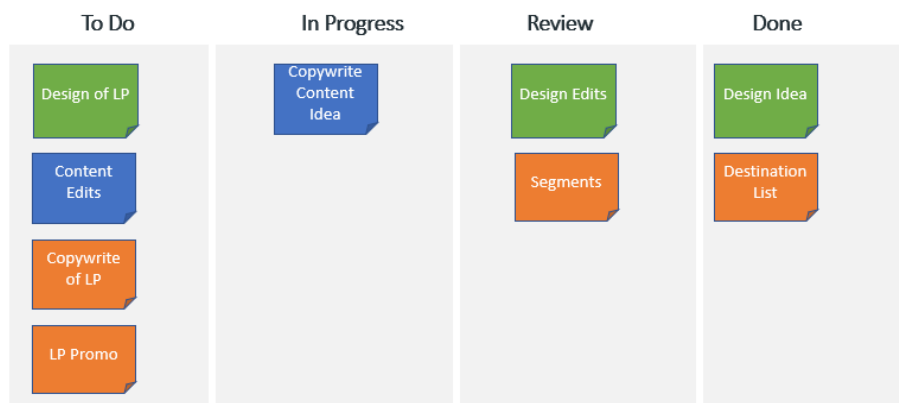 To Do
Design of LP
Content
Edits
Copywrite
of LP
LP Promo
In Progress
Copywrite
Content
Idea
Review
Design Edits
Segments
Done
Design Idea
Destination
List